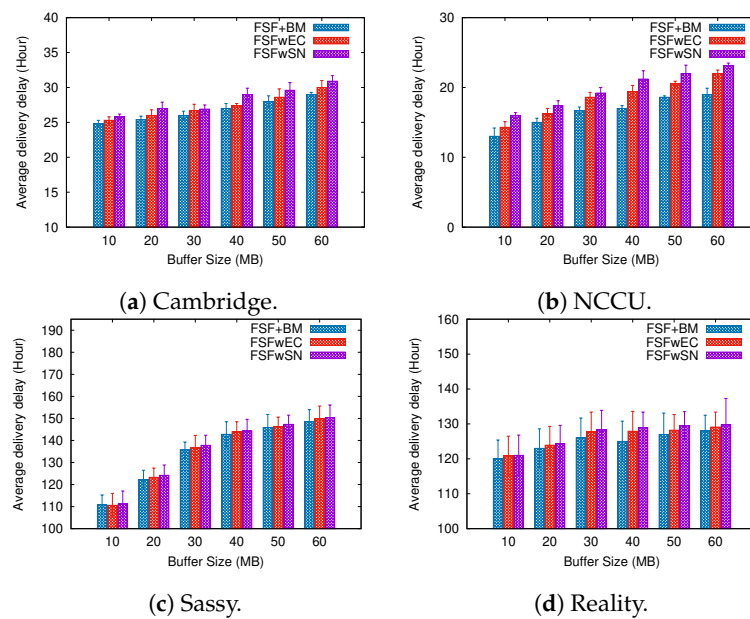 40
35
30
25
20
15
10
Average delivery delay (Hour)
FSF+BM
FSFwEC
FSFwSN
10 20 30 40 50 60
Buffer Size (MB)
(a) Cambridge.
30
20
10
0
Average delivery delay (Hour)
FSF+BM
FSFwEC
FSFwSN
10 20 30 40 50 60
Buffer Size (MB)
(b) NCCU.
190
180
170
160
150
140
130
120
110
100
Average delivery delay (Hour)
FSF+BM
FSFwEC
FSFwSN
10 20 30 40 50 60
Buffer Size (MB)
(c) Sassy.
160
150
140
130
120
110
100
Average delivery delay (Hour)
FSF+BM
FSFwEC
FSFwSN
10 20 30 40 50 60
Buffer Size (MB)
(d) Reality.